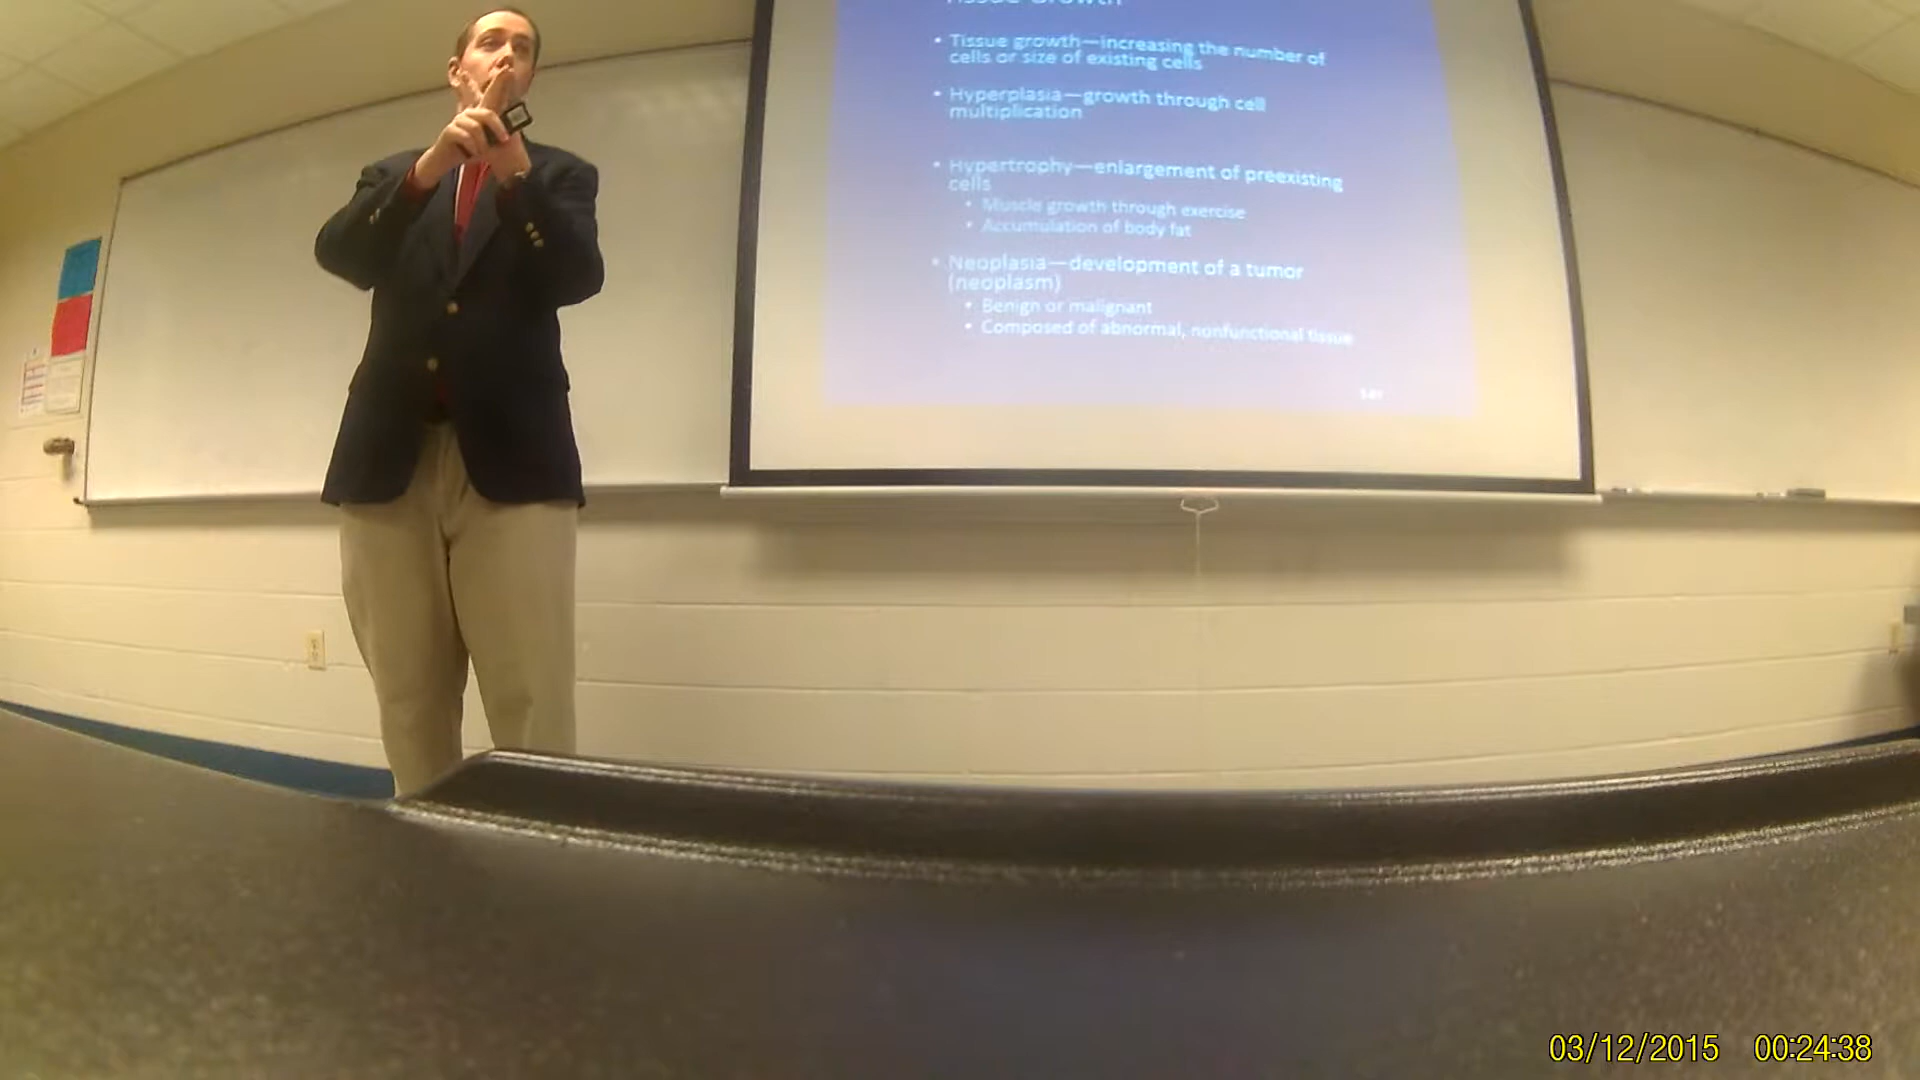 Tissue Growth
• Tissue growth—increasing the number of
cells or size of existing cells
• Hyperplasia—growth through cell
multiplication
• Hypertrophy—enlargement of preexisting
cells
• Muscle growth through exercise
• Accumulation of body fat
• Neoplasia—development of a tumor
(neoplasm)
• Benign or malignant
• Composed of abnormal, nonfunctional tissue
03/12/2015 00:24:38